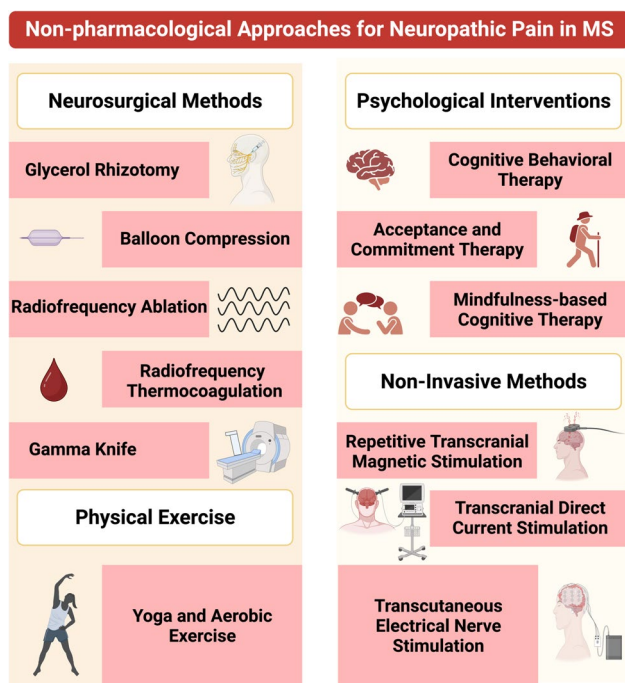 Non-pharmacological Approaches for Neuropathic Pain in MS
Neurosurgical Methods
Glycerol Rhizotomy
Balloon Compression
Radiofrequency Ablation
Radiofrequency
Thermocoagulation
Gamma Knife
Physical Exercise
Yoga and Aerobic
Exercise
Psychological Interventions
Cognitive Behavioral
Therapy
Acceptance and
Commitment Therapy
Mindfulness-based
Cognitive Therapy
Non-Invasive Methods
Repetitive Transcranial
Magnetic Stimulation
Transcranial Direct
Current Stimulation
Transcutaneous
Electrical Nerve
Stimulation